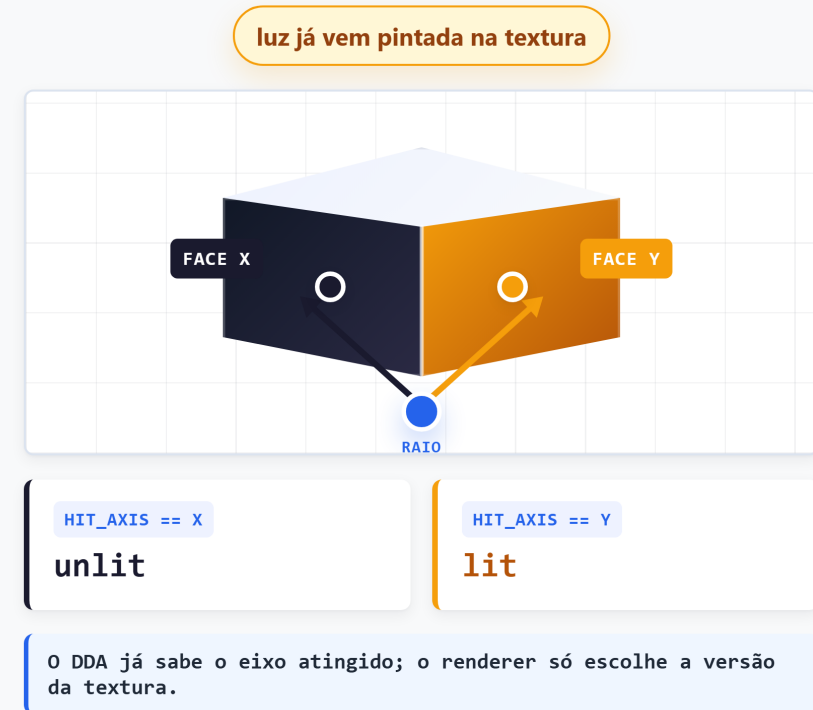 luz já vem pintada na textura
FACE X
FACE Y
RAIO
HIT_AXIS == X
unlit
HIT_AXIS == Y
lit
O DDA já sabe o eixo atingido; o renderer só escolhe a versão
da textura.